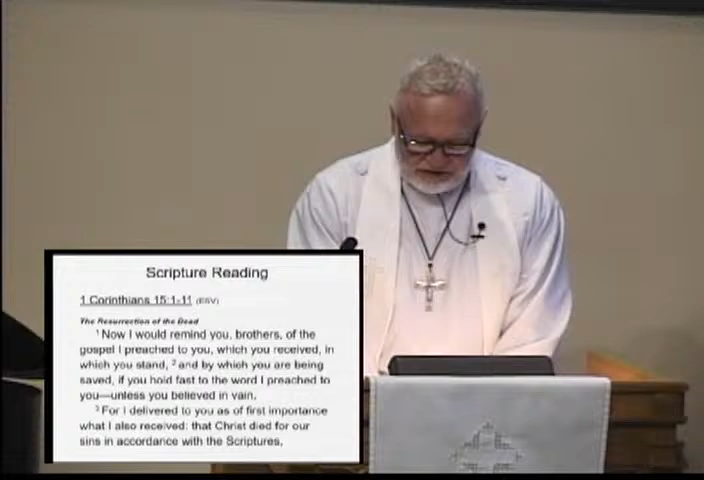 Scripture Reading
1 Corinthians 15:1-11 (ESV)
The Resurrection of the Dead
1 Now I would remind you, brothers, of the
gospel I preached to you, which you received, in
which you stand, 2 and by which you are being
saved, if you hold fast to the word I preached to
you—unless you believed in vain.
3 For I delivered to you as of first importance
what I also received: that Christ died for our
sins in accordance with the Scriptures,